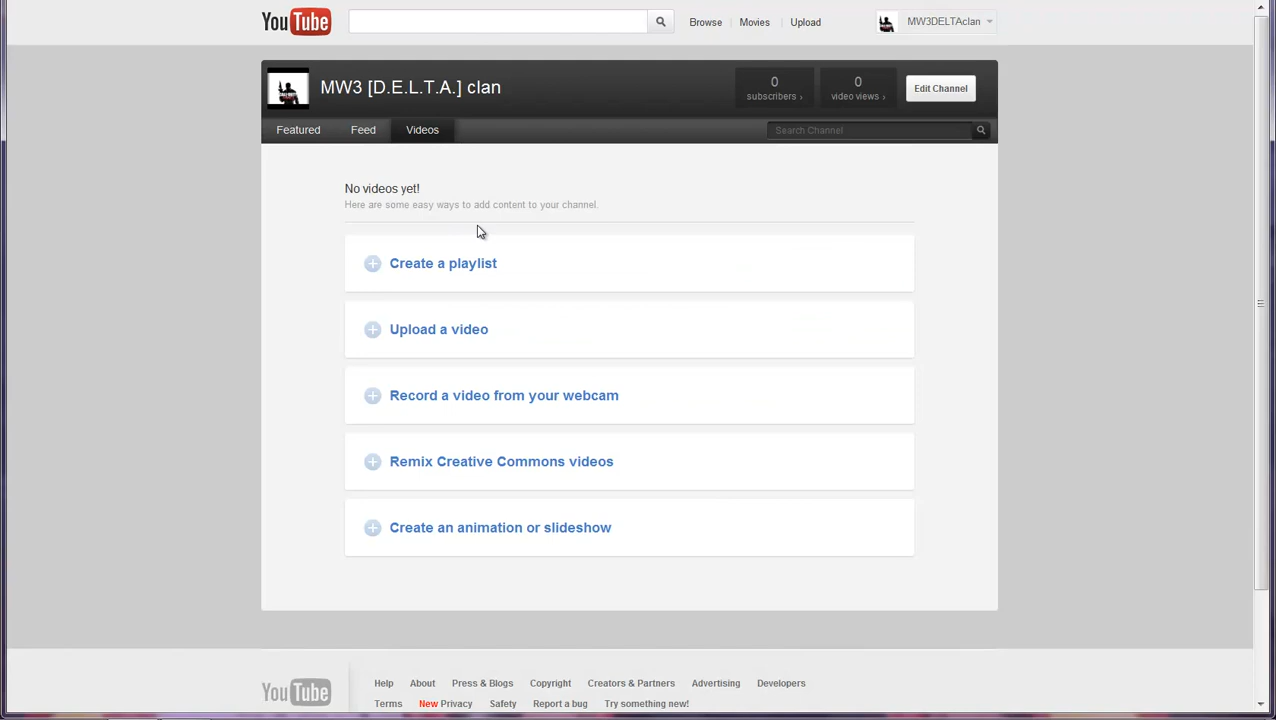 YouTube
Browse
Movies
Upload
MW3DELTAclan
MW3 [D.E.L.T.A.] clan
0
subscribers ›
0
video views ›
Edit Channel
Featured
Feed
Videos
Search Channel
No videos yet!
Here are some easy ways to add content to your channel.
Create a playlist
Upload a video
Record a video from your webcam
Remix Creative Commons videos
Create an animation or slideshow
YouTube
Help
About
Press & Blogs
Copyright
Creators & Partners
Advertising
Developers
Terms
New Privacy
Safety
Report a bug
Try something new!